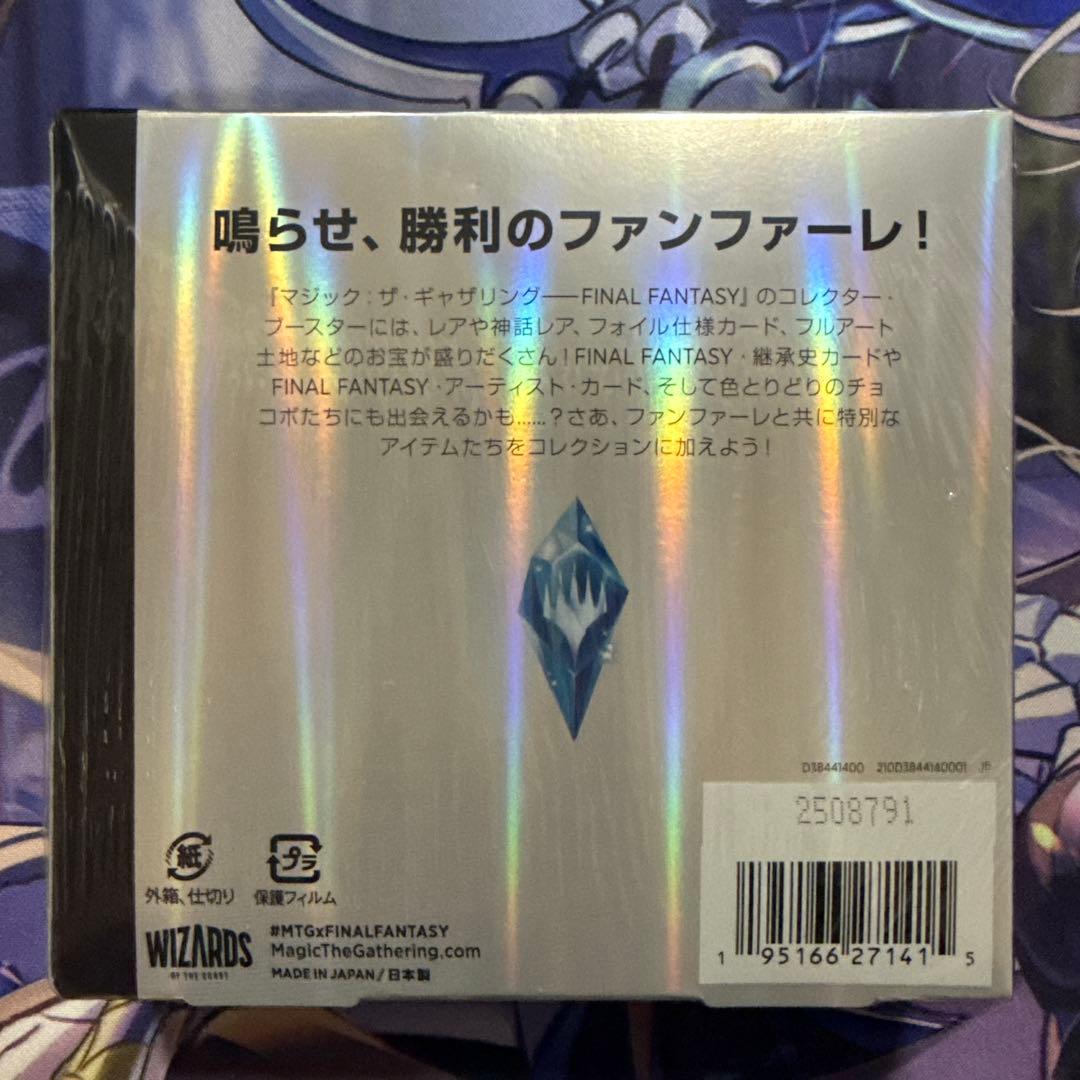 鳴らせ、勝利のファンファーレ!
『マジック:ザ・ギャザリング——FINAL FANTASY』のコレクター・
ブースターには、レアや神話レア、フォイル仕様カード、フルアート
土地などのお宝が盛りだくさん!FINAL FANTASY・継承史カードや
FINAL FANTASY・アーティスト・カード、そして色とりどりのチョ
コボたちにも出会えるかも……?さあ、ファンファーレと共に特別な
アイテムたちをコレクションに加えよう!
D38441400 210D3844140001 JP
2508791
紙
プラ
外箱、仕切り 保護フィルム
WIZARDS
OF THE COAST
#MTGxFINALFANTASY
MagicTheGathering.com
MADE IN JAPAN / 日本製
1 95166 27141 5